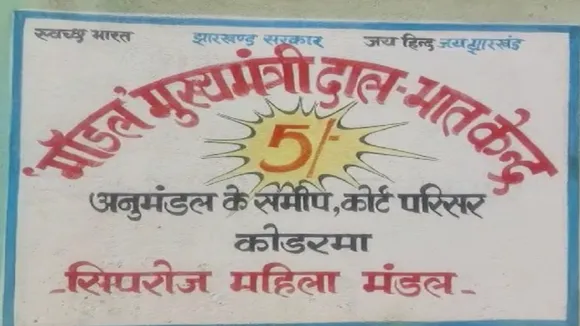 स्वच्छ भारत झारखण्ड सरकार जय हिन्द जय झारखंड
मॉडल मुख्यमंत्री दाल-भात केन्द्र
5/-
अनुमंडल के समीप, कोर्ट परिसर
कोडरमा
-सिपरोज महिला मंडल-